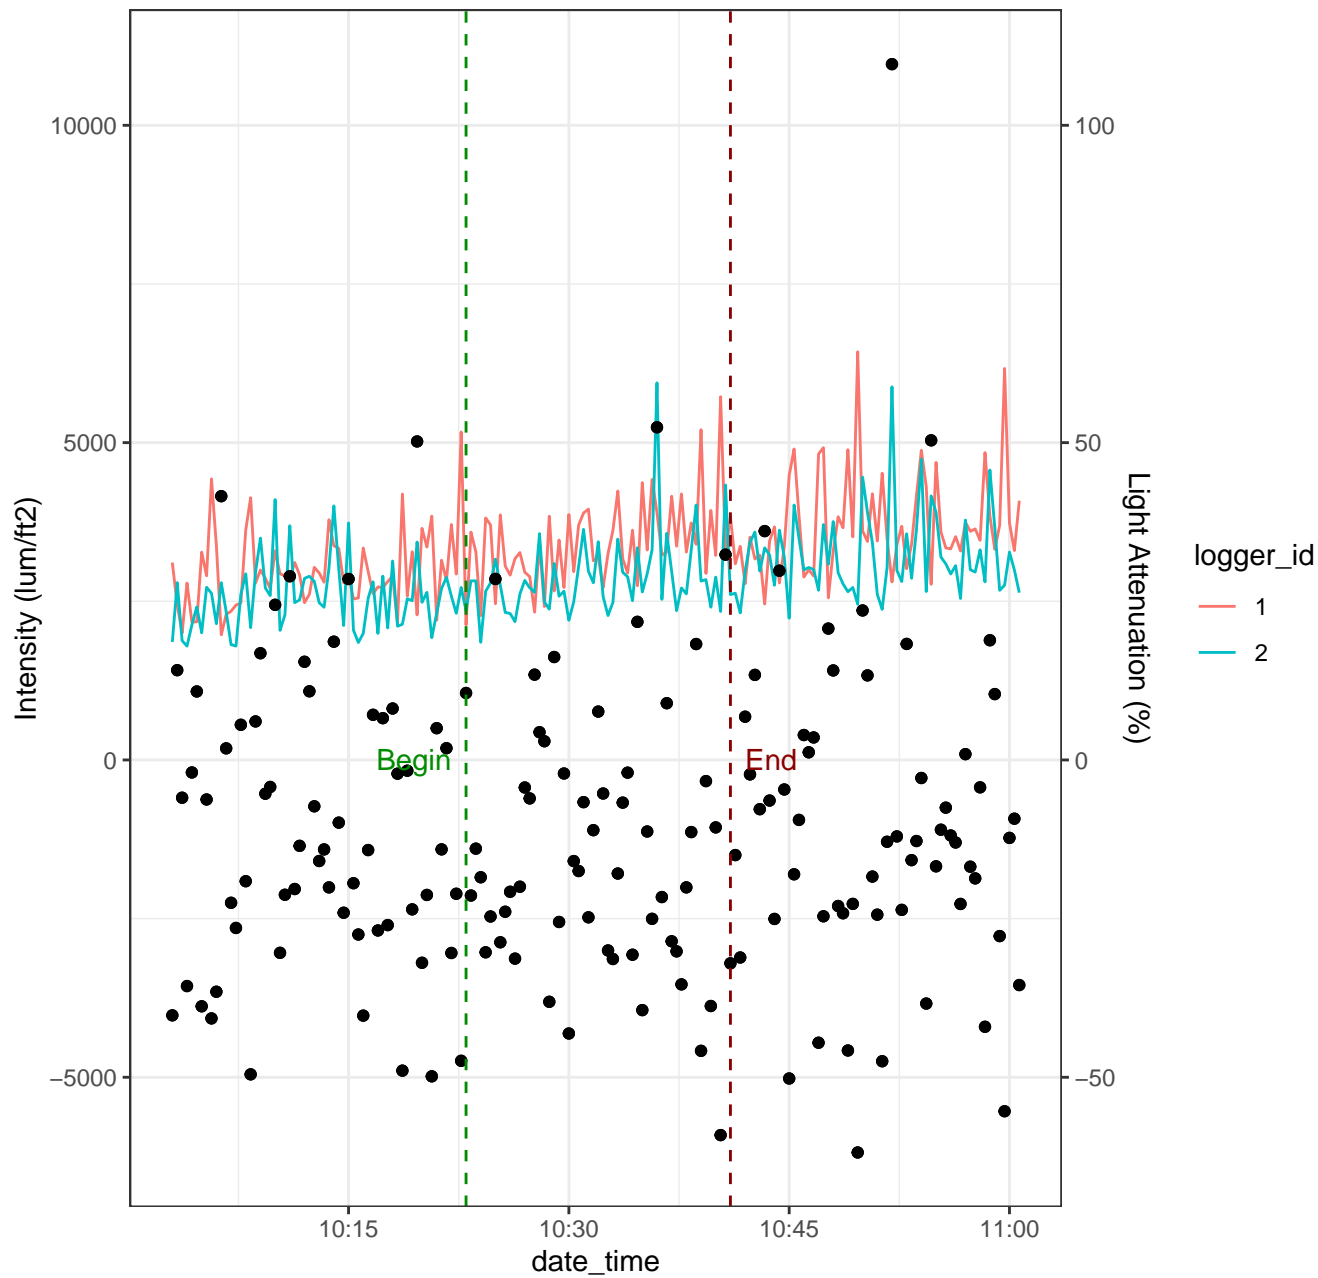 10000
5000
0
−5000
100
50
0
−50
Intensity (lum/ft2)
Light Attenuation (%)
Begin
End
10:15
10:30
10:45
11:00
date_time
logger_id
1
2